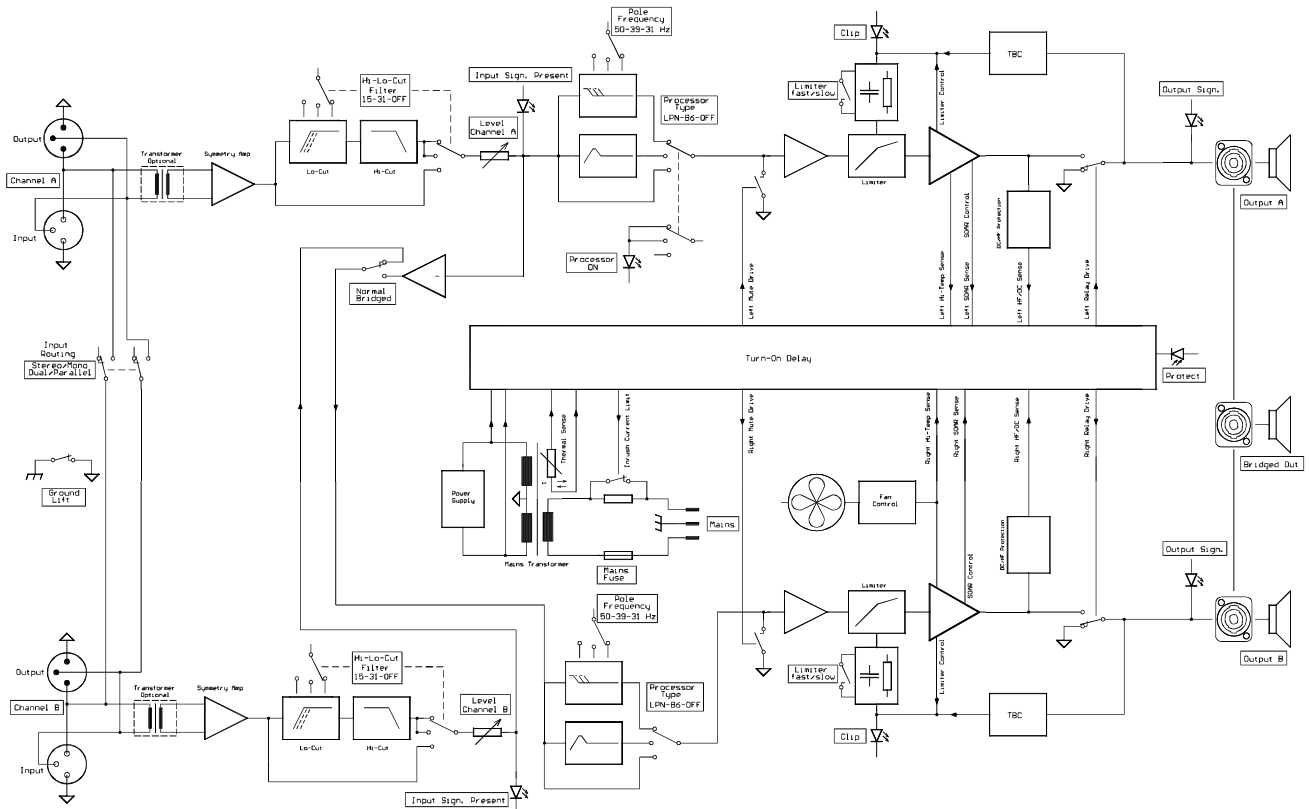 Pole
Frequency
50-39-31 Hz
Clip
TBC
Input Sign. Present
Hi-Lo-Cut
Filter
15-31-OFF
Limiter
fast/slow
Limiter Control
Output Sign.
Processor
Type
LPN-B6-OFF
Level
Channel A
Output
Transformer
Optional
Symmetry Amp
Channel A
Lo-Cut
Hi-Cut
Limiter
Input
Output A
SOAR Control
DC/HF Protection
Processor
ON
Normal
Bridged
Left Mute Drive
Left Hi-Temp Sense
Left SOAR Sense
Left HF/DC Sense
Left Relay Drive
Input
Routing
Stereo/Mono
Dual/Parallel
Turn-On Delay
Protect
Thermal Sense
Inrush Current Limit
Right Mute Drive
Right Hi-Temp Sense
Right SOAR Sense
Right HF/DC Sense
Right Relay Drive
Bridged Out
Ground
Lift
Power
Supply
Fan
Control
Mains
Mains Transformer
Mains
Fuse
DC/HF Protection
Output Sign.
Limiter
SOAR Control
Pole
Frequency
50-39-31 Hz
Output
Hi-Lo-Cut
Filter
15-31-OFF
Limiter
fast/slow
Limiter Control
Output B
Transformer
Optional
Symmetry Amp
Processor
Type
LPN-B6-OFF
Channel B
Level
Channel B
TBC
Lo-Cut
Hi-Cut
Clip
Input
Input Sign. Present